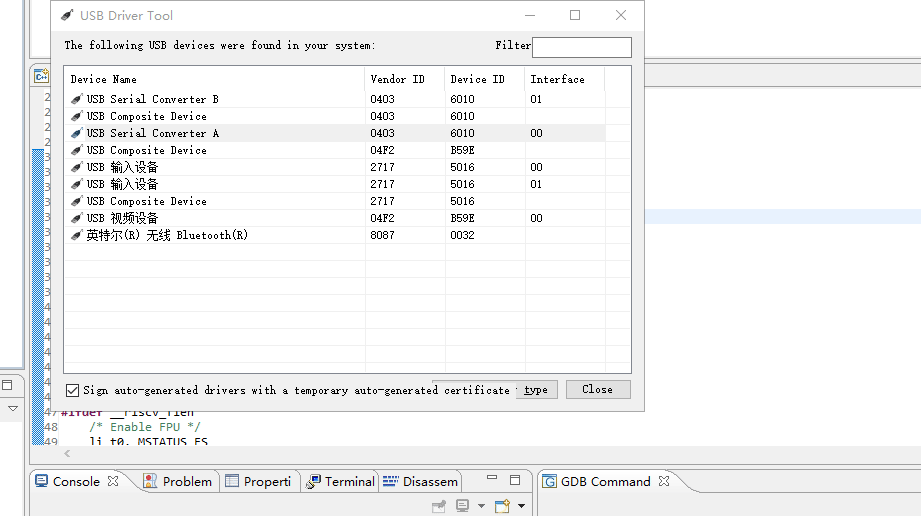 USB Driver Tool
The following USB devices were found in your system:
Filter
Device Name Vendor ID Device ID Interface
USB Serial Converter B 0403 6010 01
USB Composite Device 0403 6010
USB Serial Converter A 0403 6010 00
USB Composite Device 04F2 B59E
USB 输入设备 2717 5016 00
USB 输入设备 2717 5016 01
USB Composite Device 2717 5016
USB 视频设备 04F2 B59E 00
英特尔(R) 无线 Bluetooth(R) 8087 0032
Sign auto-generated drivers with a temporary auto-generated certificate type Close
47 #ifdef __riscv_flen
48 /* Enable FPU */
49 li t0, MSTATUS_FS
Console Problem Properti Terminal Disassem GDB Command